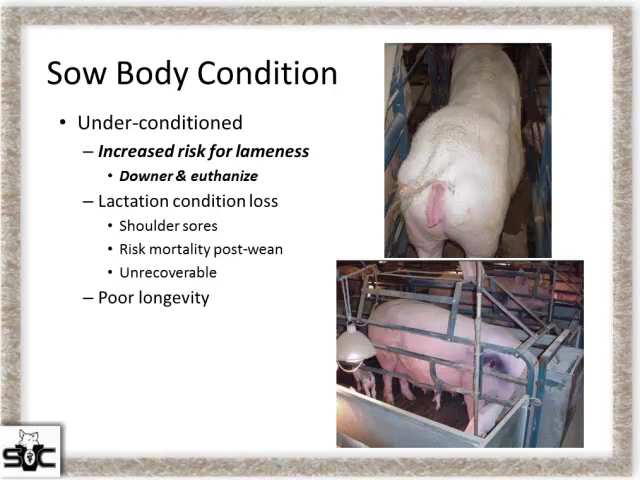 Sow Body Condition
• Under-conditioned
– Increased risk for lameness
• Downer & euthanize
– Lactation condition loss
• Shoulder sores
• Risk mortality post-wean
• Unrecoverable
– Poor longevity
SVC